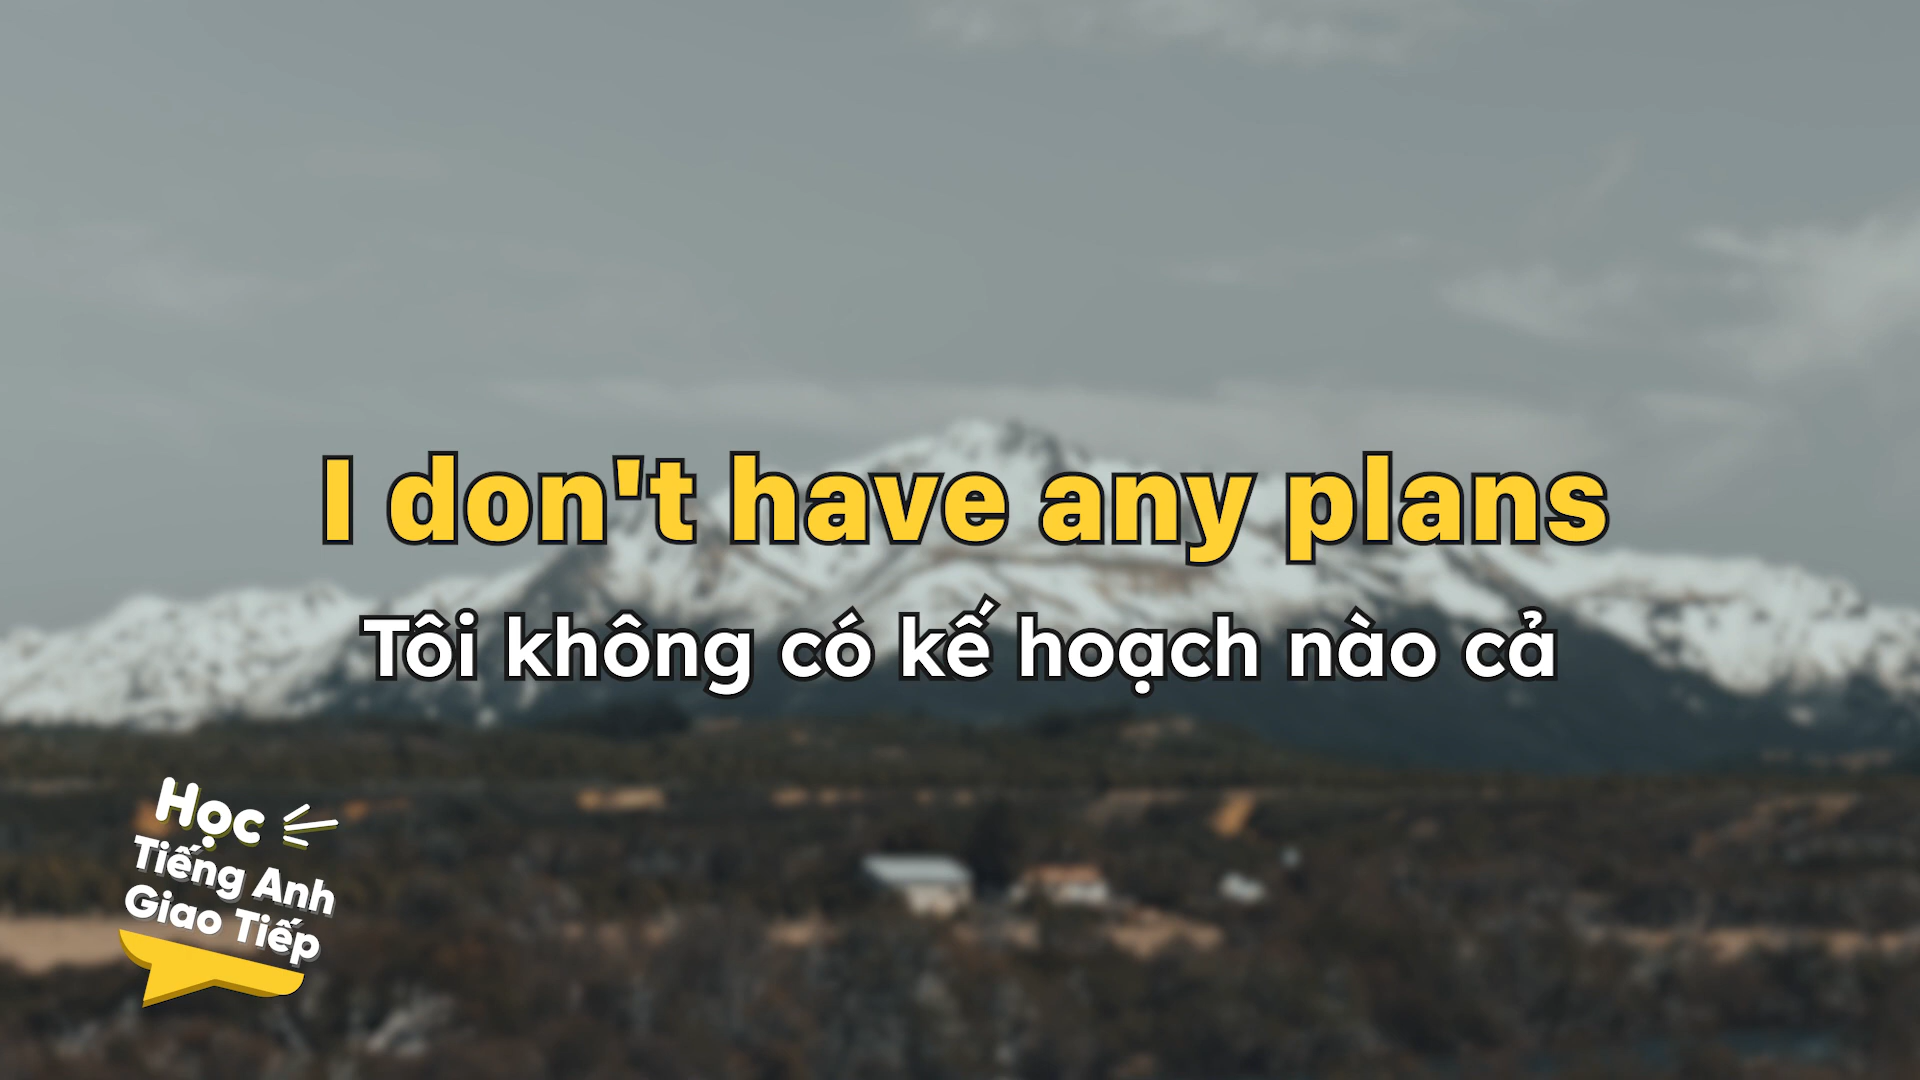 I don't have any plans
Tôi không có kế hoạch nào cả
Học
Tiếng Anh
Giao Tiếp